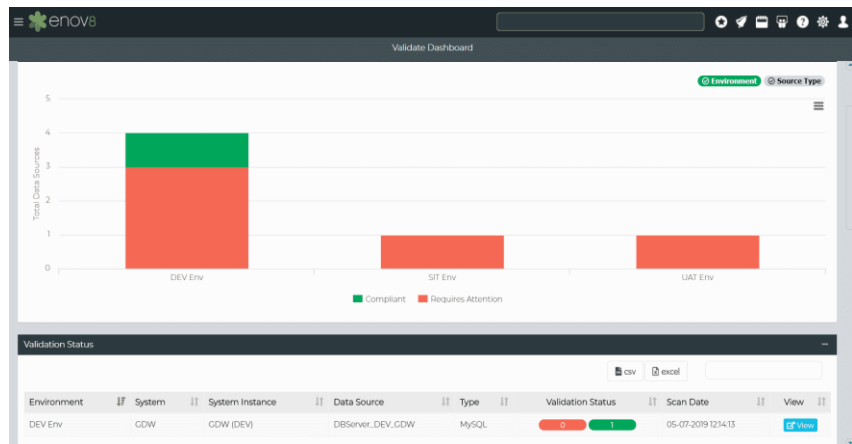 enov8
Validate Dashboard
Environment Source Type
5
4
3
2
1
0
Total Data Sources
DEV Env SIT Env UAT Env
Compliant Requires Attention
Validation Status
csv excel
Environment System System Instance Data Source Type Validation Status Scan Date View
DEV Env GDW GDW (DEV) DBServer_DEV_GDW MySQL 0 1 05-07-2019 12:14:13 View